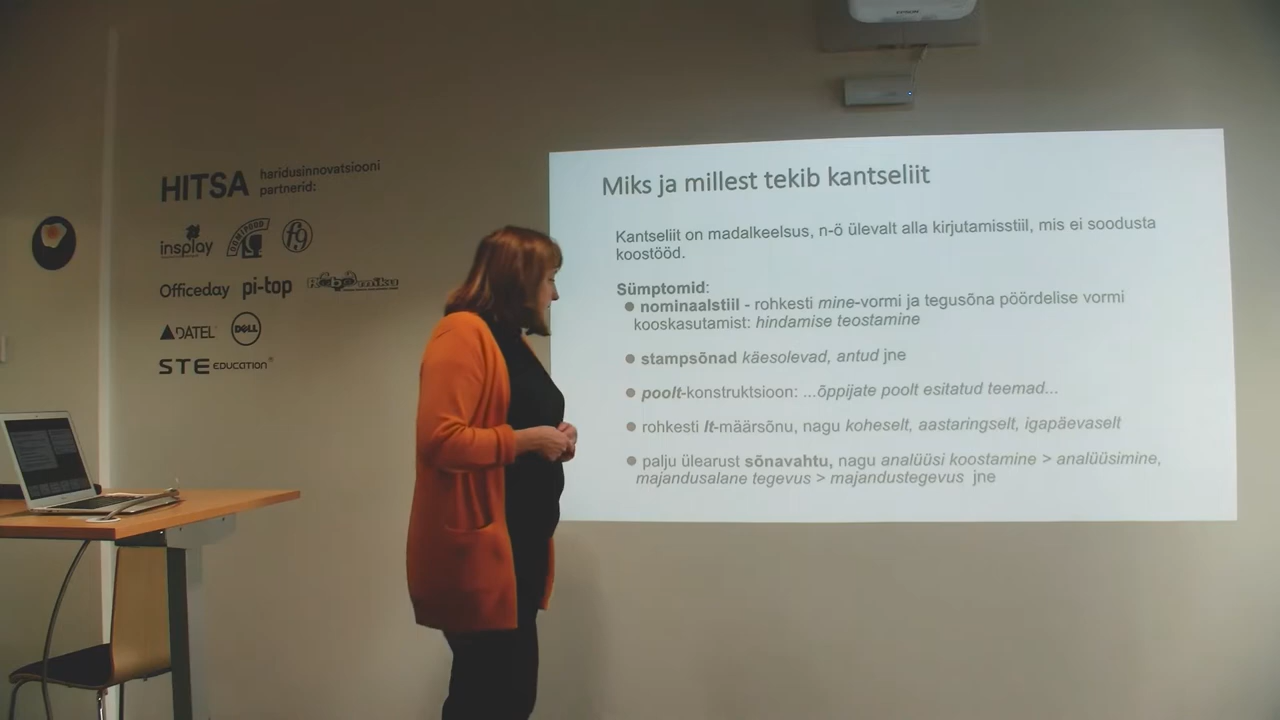 HITSA haridusinnovatsiooni
partnerid:
insplay
f9
Officeday pi-top
DATEL DELL
STE EDUCATION®
Miks ja millest tekib kantseliit
Kantseliit on madalkeelsus, n-ö ülevalt alla kirjutamisstiil, mis ei soodusta
koostööd.
Sümptomid:
● nominaalstiil - rohkesti mine-vormi ja tegusõna pöördelise vormi
kooskasutamist: hindamise teostamine
● stampsõnad käesolevad, antud jne
● poolt-konstruktsioon: ...õppijate poolt esitatud teemad...
● rohkesti lt-määrsõnu, nagu koheselt, aastaringselt, igapäevaselt
● palju ülearust sõnavahtu, nagu analüüsi koostamine > analüüsimine,
majandusalane tegevus > majandustegevus jne